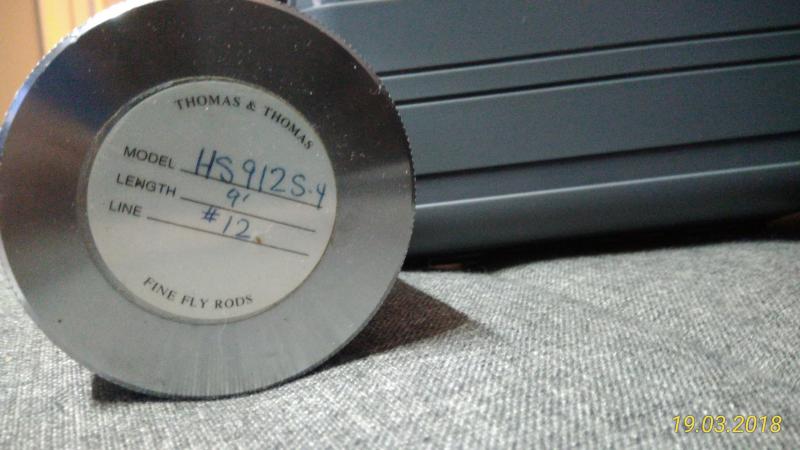 THOMAS & THOMAS
MODEL HS912S-4
LENGTH 9'
LINE #12
FINE FLY RODS
19.03.2018